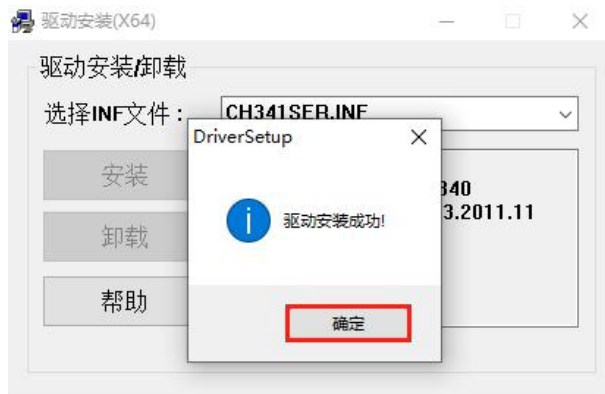 驱动安装(X64)
驱动安装/卸载
选择INF文件：
CH341SER.INF
DriverSetup
安装
卸载
帮助
340
3.2011.11
驱动安装成功!
确定